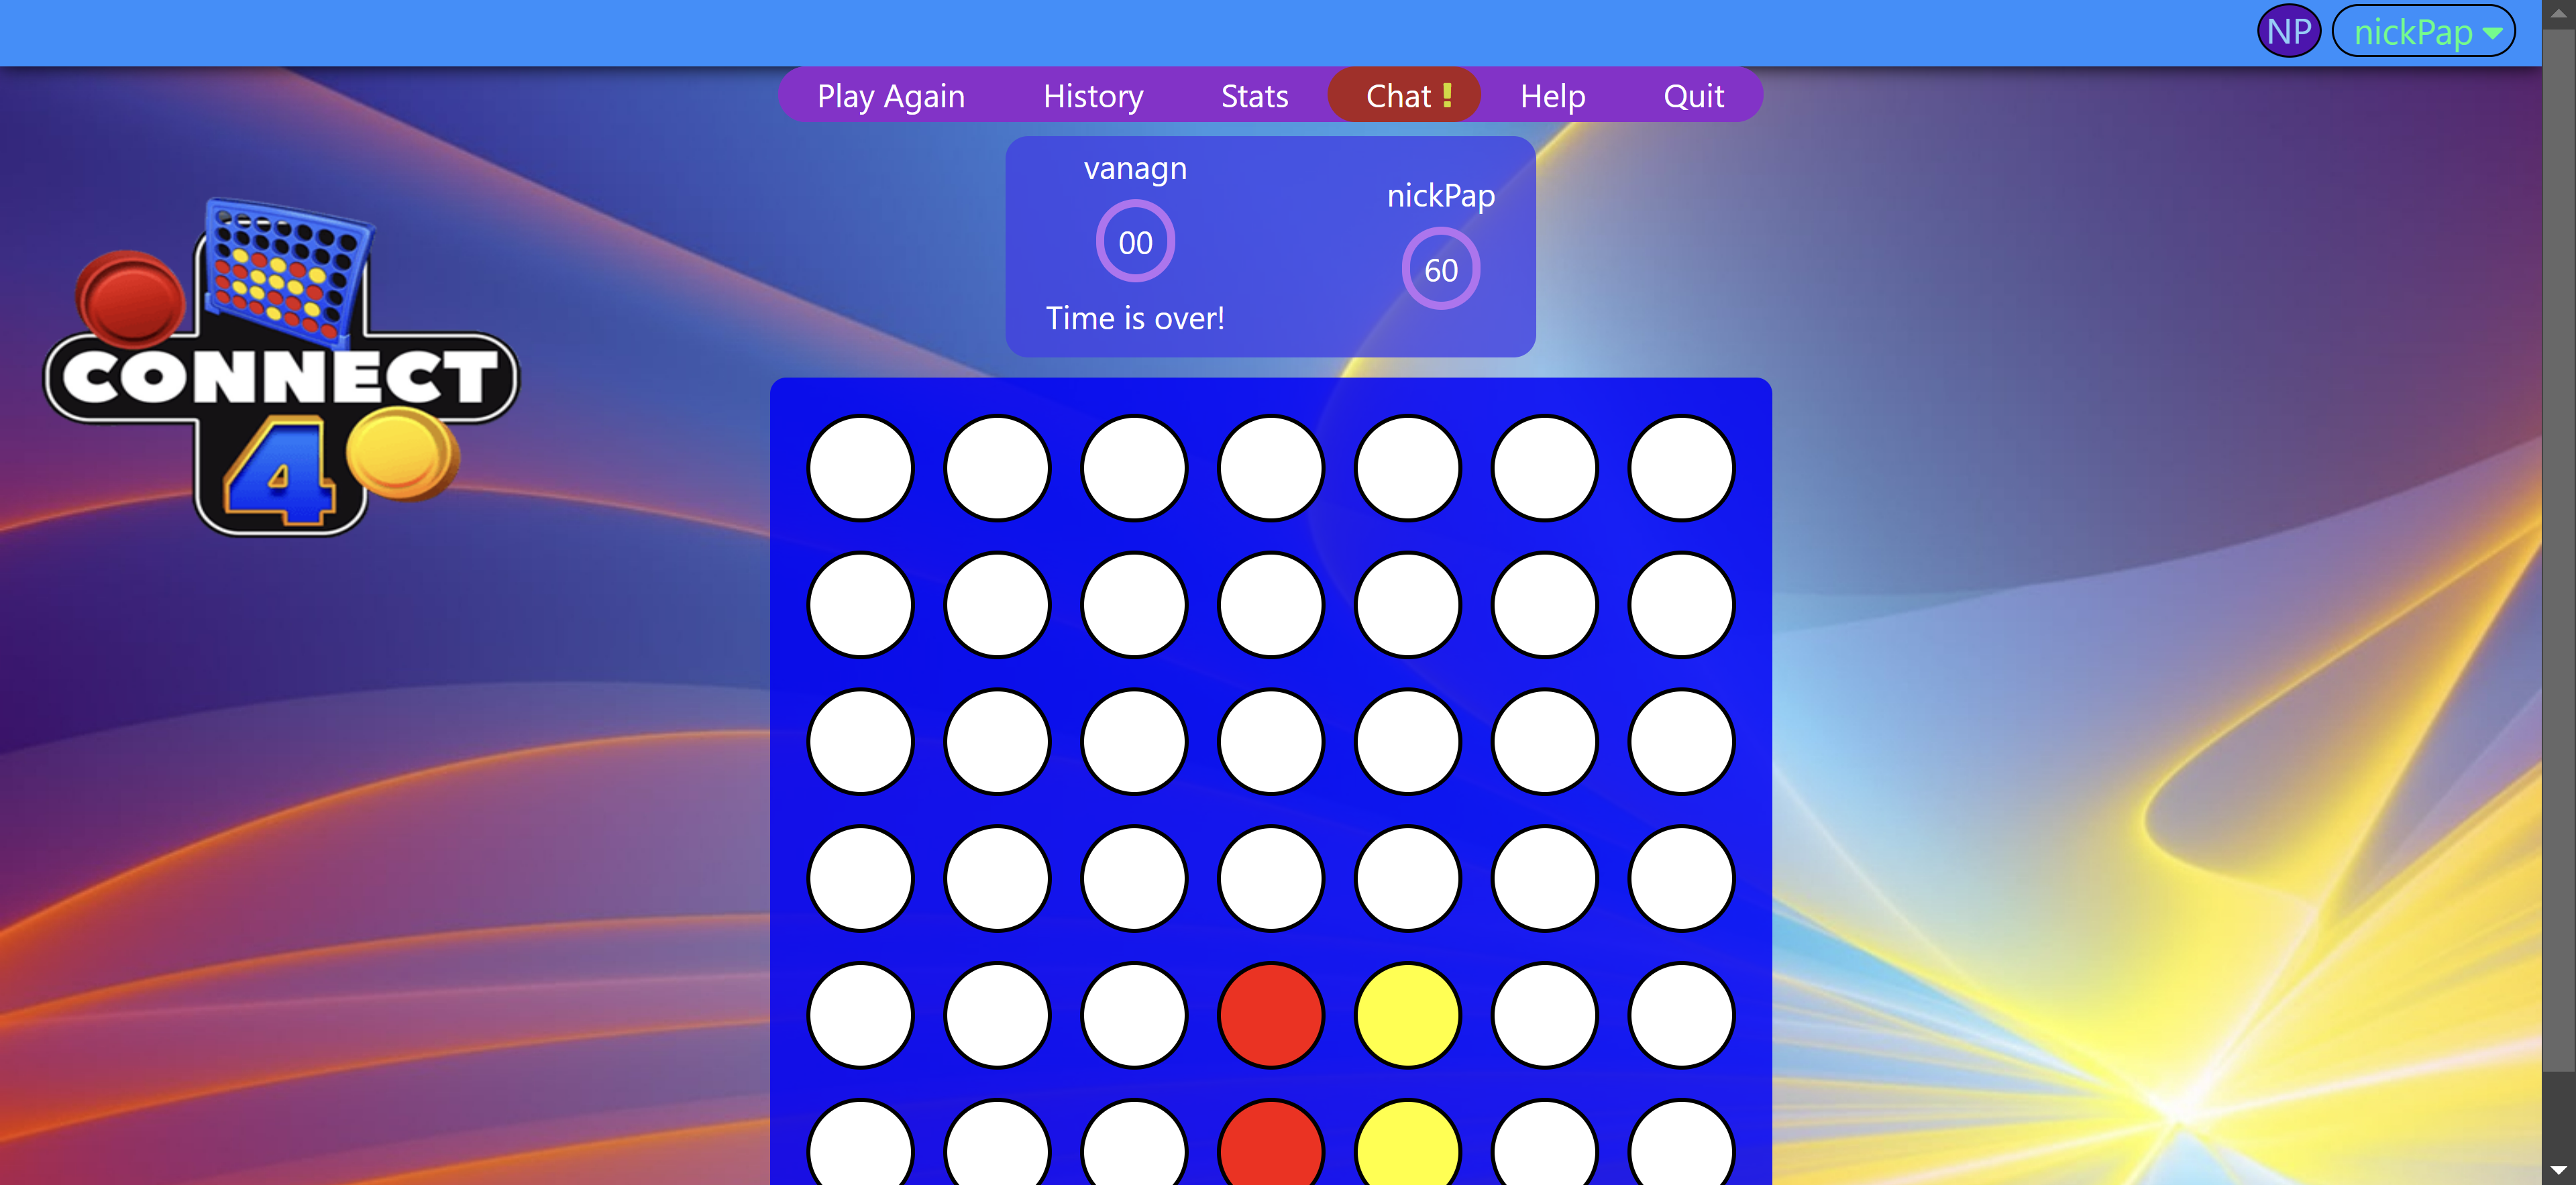 NP
nickPap
Play Again
History
Stats
Chat !
Help
Quit
vanagn
00
Time is over!
nickPap
60
CONNECT
4